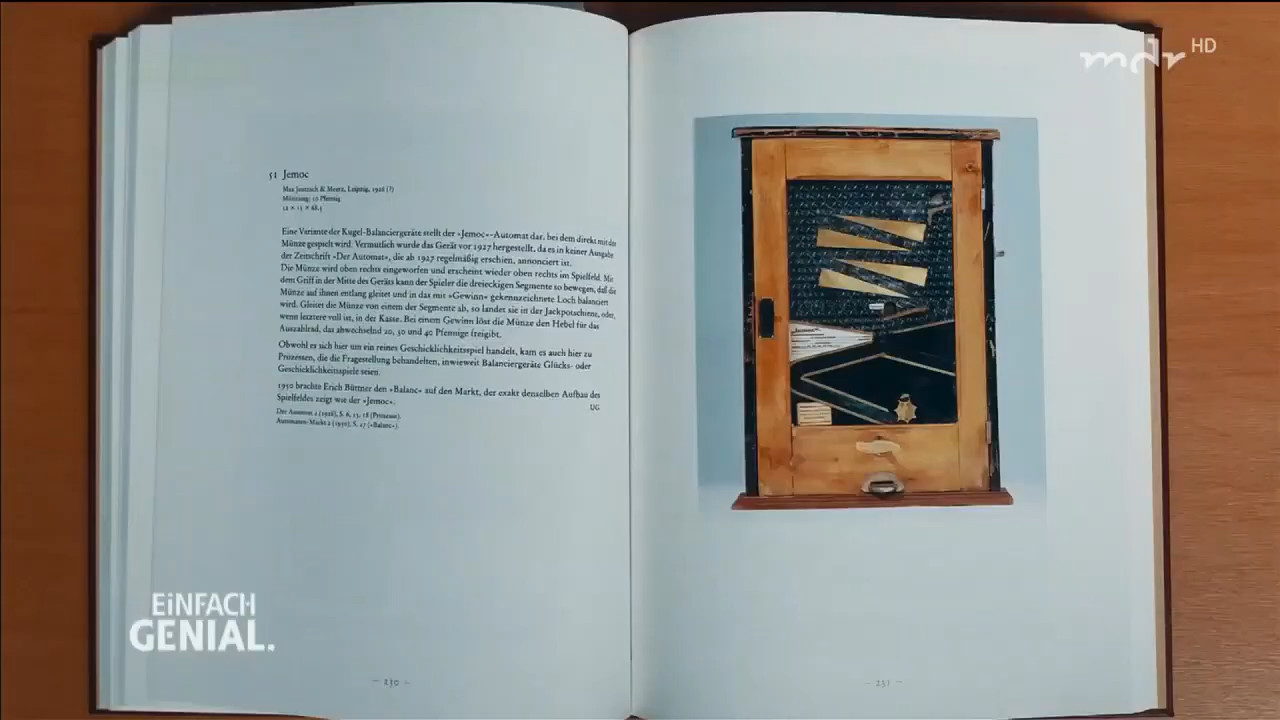 mdr HD
51 Jemoc
Max Jentzsch & Meerz, Leipzig, 1926 (?)
Münzung: 10 Pfennig
Eine Variante der Kugel-Balanciergeräte stellt der »Jemoc«-Automat dar, bei dem direkt mit der
Münze gespielt wird. Vermutlich wurde das Gerät vor 1927 hergestellt, da es in keiner Ausgabe
der Zeitschrift »Der Automat«, die ab 1927 regelmäßig erschien, annonciert ist.
Die Münze wird oben rechts eingeworfen und erscheint wieder oben rechts im Spielfeld. Mit
dem Griff in der Mitte des Geräts kann der Spieler die dreieckigen Segmente so bewegen, daß die
Münze auf ihnen entlang gleitet und in das mit »Gewinn« gekennzeichnete Loch balanciert
wird. Gleitet die Münze von einem der Segmente ab, so landet sie in der Jackpotschiene, oder,
wenn letztere voll ist, in der Kasse. Bei einem Gewinn löst die Münze den Hebel für das
Auszahlrad, das abwechselnd 20, 30 und 40 Pfennige freigibt.
Obwohl es sich hier um ein reines Geschicklichkeitsspiel handelt, kam es auch hier zu
Prozessen, die die Fragestellung behandelten, inwieweit Balanciergeräte Glücks- oder
Geschicklichkeitsspiele seien.
1950 brachte Erich Büttner den »Balanc« auf den Markt, der exakt denselben Aufbau des
Spielfeldes zeigt wie der »Jemoc«.
UG
Der Automat 2 (1928), S. 6, 13, 18 (Prozesse).
Automaten-Markt 2 (1950), S. 27 (»Balanc«).
»Jemoc«
EiNFACH
GENIAL.
– 230 –
– 231 –